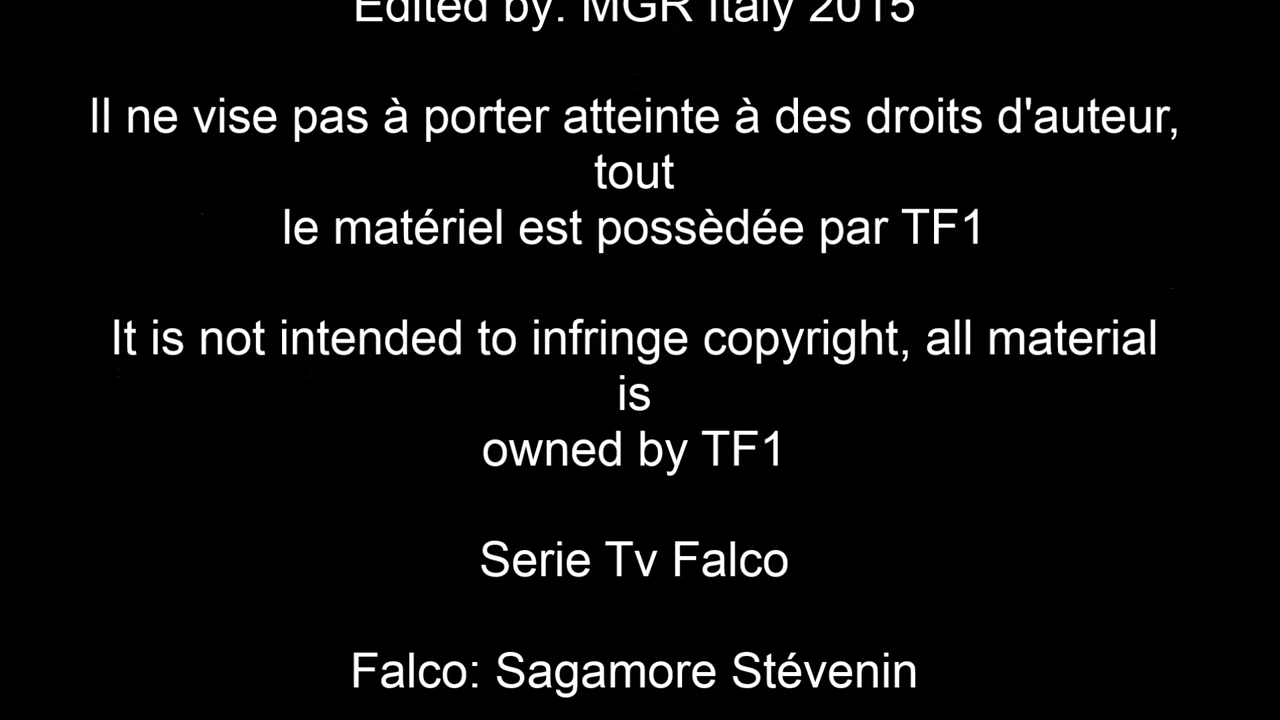 Edited by: MGR Italy 2015
Il ne vise pas à porter atteinte à des droits d'auteur,
tout
le matériel est possèdée par TF1
It is not intended to infringe copyright, all material
is
owned by TF1
Serie Tv Falco
Falco: Sagamore Stévenin